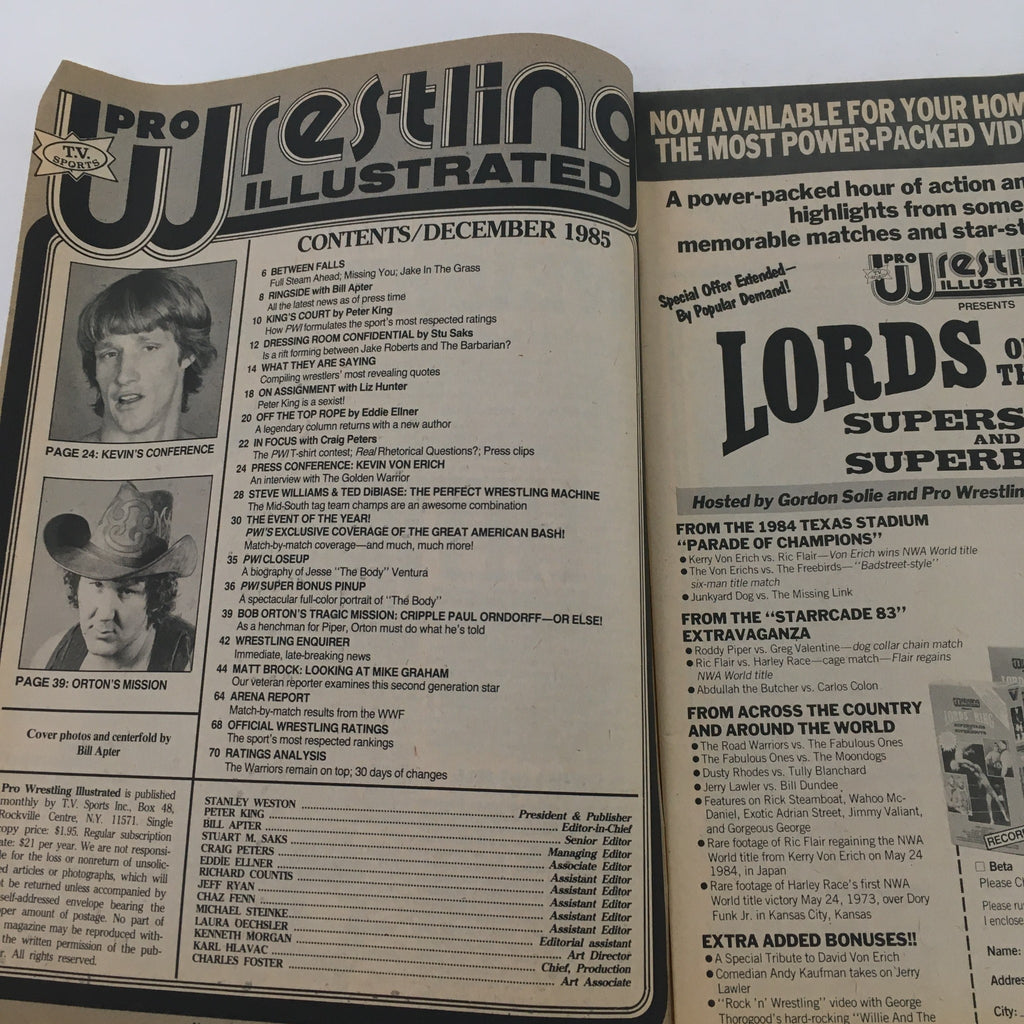 PRO Wrestling
T.V. SPORTS
ILLUSTRATED
CONTENTS/DECEMBER 1985
PAGE 24: KEVIN'S CONFERENCE
PAGE 39: ORTON'S MISSION
Cover photos and centerfold by
Bill Apter
6 BETWEEN FALLS
Full Steam Ahead; Missing You; Jake In The Grass
8 RINGSIDE with Bill Apter
All the latest news as of press time
10 KING'S COURT by Peter King
How PWI formulates the sport's most respected ratings
12 DRESSING ROOM CONFIDENTIAL by Stu Saks
Is a rift forming between Jake Roberts and The Barbarian?
14 WHAT THEY ARE SAYING
Compiling wrestlers' most revealing quotes
18 ON ASSIGNMENT with Liz Hunter
Peter King is a sexist!
20 OFF THE TOP ROPE by Eddie Ellner
A legendary column returns with a new author
22 IN FOCUS with Craig Peters
The PWI T-shirt contest; Real Rhetorical Questions?; Press clips
24 PRESS CONFERENCE: KEVIN VON ERICH
An interview with The Golden Warrior
28 STEVE WILLIAMS & TED DiBIASE: THE PERFECT WRESTLING MACHINE
The Mid-South tag team champs are an awesome combination
30 THE EVENT OF THE YEAR!
PWI'S EXCLUSIVE COVERAGE OF THE GREAT AMERICAN BASH!
Match-by-match coverage—and much, much more!
35 PWI CLOSEUP
A biography of Jesse "The Body" Ventura
36 PWI SUPER BONUS PINUP
A spectacular full-color portrait of "The Body"
39 BOB ORTON'S TRAGIC MISSION: CRIPPLE PAUL ORNDORFF—OR ELSE!
As a henchman for Piper, Orton must do what he's told
42 WRESTLING ENQUIRER
Immediate, late-breaking news
44 MATT BROCK: LOOKING AT MIKE GRAHAM
Our veteran reporter examines this second generation star
64 ARENA REPORT
Match-by-match results from the WWF
68 OFFICIAL WRESTLING RATINGS
The sport's most respected rankings
70 RATINGS ANALYSIS
The Warriors remain on top; 30 days of changes
Pro Wrestling Illustrated is published
monthly by T.V. Sports Inc., Box 48,
Rockville Centre, N.Y. 11571. Single
copy price: $1.95. Regular subscription
ate: $21 per year. We are not responsi-
le for the loss or nonreturn of unsolic-
ed articles or photographs, which will
t be returned unless accompanied by
self-addressed envelope bearing the
per amount of postage. No part of
magazine may be reproduced with-
the written permission of the pub-
r. All rights reserved.
STANLEY WESTON
PETER KING President & Publisher
BILL APTER Editor-in-Chief
STUART M. SAKS Senior Editor
CRAIG PETERS Managing Editor
EDDIE ELLNER Associate Editor
RICHARD COUNTIS Assistant Editor
JEFF RYAN Assistant Editor
CHAZ FENN Assistant Editor
MICHAEL STEINKE Assistant Editor
LAURA OECHSLER Assistant Editor
KENNETH MORGAN Editorial assistant
KARL HLAVAC Art Director
CHARLES FOSTER Chief, Production
Art Associate
NOW AVAILABLE FOR YOUR HOM
THE MOST POWER-PACKED VID
A power-packed hour of action an
highlights from some
memorable matches and star-st
Special Offer Extended—
By Popular Demand!
PRO Wrestli
ILLUSTR
PRESENTS
LORDS O
TH
SUPERS
AND
SUPERB
Hosted by Gordon Solie and Pro Wrestlin
FROM THE 1984 TEXAS STADIUM
"PARADE OF CHAMPIONS"
• Kerry Von Erich vs. Ric Flair—Von Erich wins NWA World title
• The Von Erichs vs. The Freebirds—"Badstreet-style"
six-man title match
• Junkyard Dog vs. The Missing Link
FROM THE "STARRCADE 83"
EXTRAVAGANZA
• Roddy Piper vs. Greg Valentine—dog collar chain match
• Ric Flair vs. Harley Race—cage match—Flair regains
NWA World title
• Abdullah the Butcher vs. Carlos Colon
FROM ACROSS THE COUNTRY
AND AROUND THE WORLD
• The Road Warriors vs. The Fabulous Ones
• The Fabulous Ones vs. The Moondogs
• Dusty Rhodes vs. Tully Blanchard
• Jerry Lawler vs. Bill Dundee
• Features on Rick Steamboat, Wahoo Mc-
Daniel, Exotic Adrian Street, Jimmy Valiant,
and Gorgeous George
• Rare footage of Ric Flair regaining the NWA
World title from Kerry Von Erich on May 24
1984, in Japan
• Rare footage of Harley Race's first NWA
World title victory May 24, 1973, over Dory
Funk Jr. in Kansas City, Kansas
EXTRA ADDED BONUSES!!
• A Special Tribute to David Von Erich
• Comedian Andy Kaufman takes on Jerry
Lawler
• "Rock 'n' Wrestling" video with George
Thorogood's hard-rocking "Willie And The
RECOR
Beta
Please C
Please ru
I enclose
Name:
Addres
City: